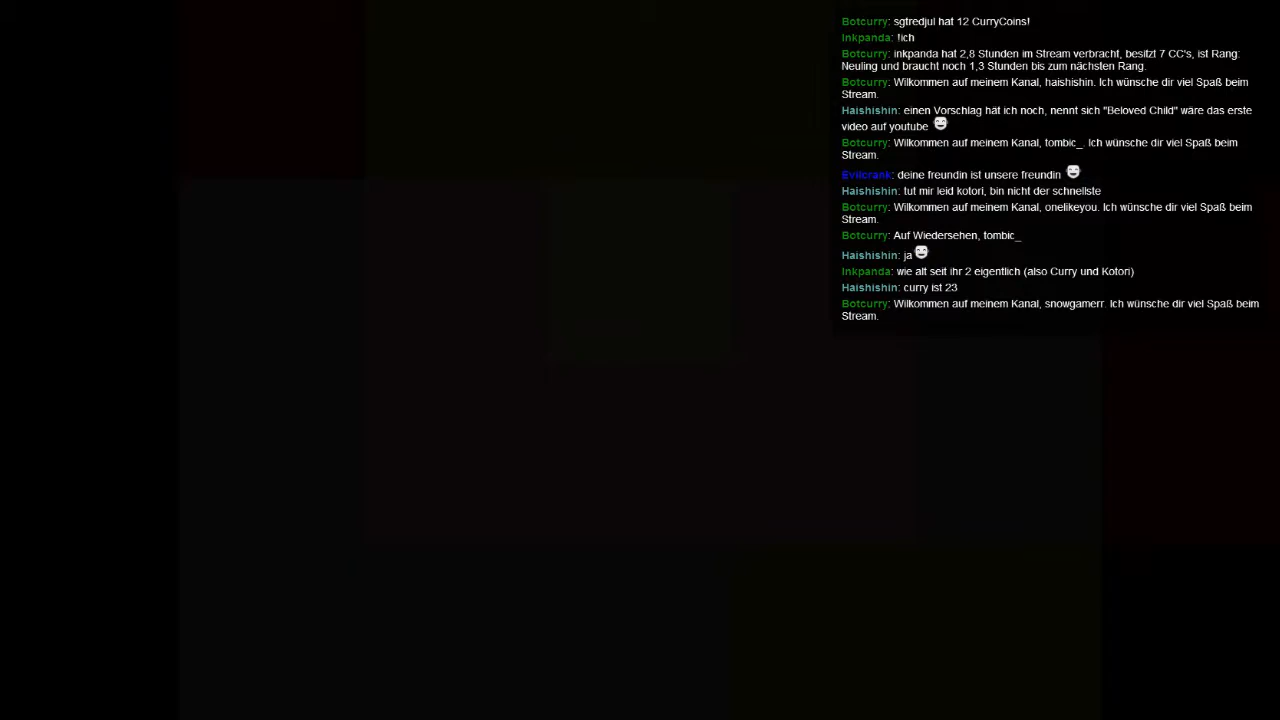 Botcurry: sgtredjul hat 12 CurryCoins!
Inkpanda: !ich
Botcurry: inkpanda hat 2,8 Stunden im Stream verbracht, besitzt 7 CC's, ist Rang:
Neuling und braucht noch 1,3 Stunden bis zum nächsten Rang.
Botcurry: Wilkommen auf meinem Kanal, haishishin. Ich wünsche dir viel Spaß beim
Stream.
Haishishin: einen Vorschlag hät ich noch, nennt sich "Beloved Child" wäre das erste
video auf youtube
Botcurry: Wilkommen auf meinem Kanal, tombic_. Ich wünsche dir viel Spaß beim
Stream.
Evilcrank: deine freundin ist unsere freundin
Haishishin: tut mir leid kotori, bin nicht der schnellste
Botcurry: Wilkommen auf meinem Kanal, onelikeyou. Ich wünsche dir viel Spaß beim
Stream.
Botcurry: Auf Wiedersehen, tombic_
Haishishin: ja
Inkpanda: wie alt seit ihr 2 eigentlich (also Curry und Kotori)
Haishishin: curry ist 23
Botcurry: Wilkommen auf meinem Kanal, snowgamerr. Ich wünsche dir viel Spaß beim
Stream.